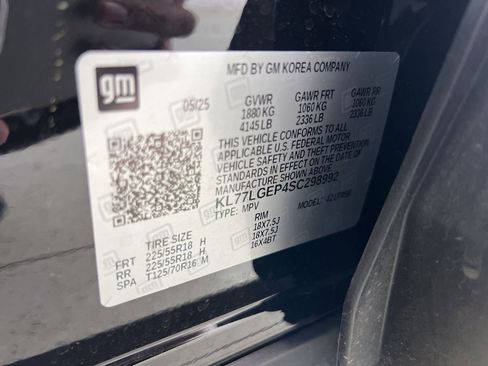 gm
MFD BY GM KOREA COMPANY
05/25 GVWR GAWR FRT GAWR RR
1880 KG 1060 KG 1060 KG
4145 LB 2336 LB 2336 LB
THIS VEHICLE CONFORMS TO ALL
APPLICABLE U.S. FEDERAL MOTOR
VEHICLE SAFETY AND THEFT PREVENTION
STANDARDS IN EFFECT ON THE DATE OF
MANUFACTURE SHOWN ABOVE.
KL77LGEP4SC298992
TYPE: MPV
TIRE SIZE RIM
FRT 225/55R18 H 18X7.5J
RR 225/55R18 H 18X7.5J
SPA T125/70R16 M 16X4BT